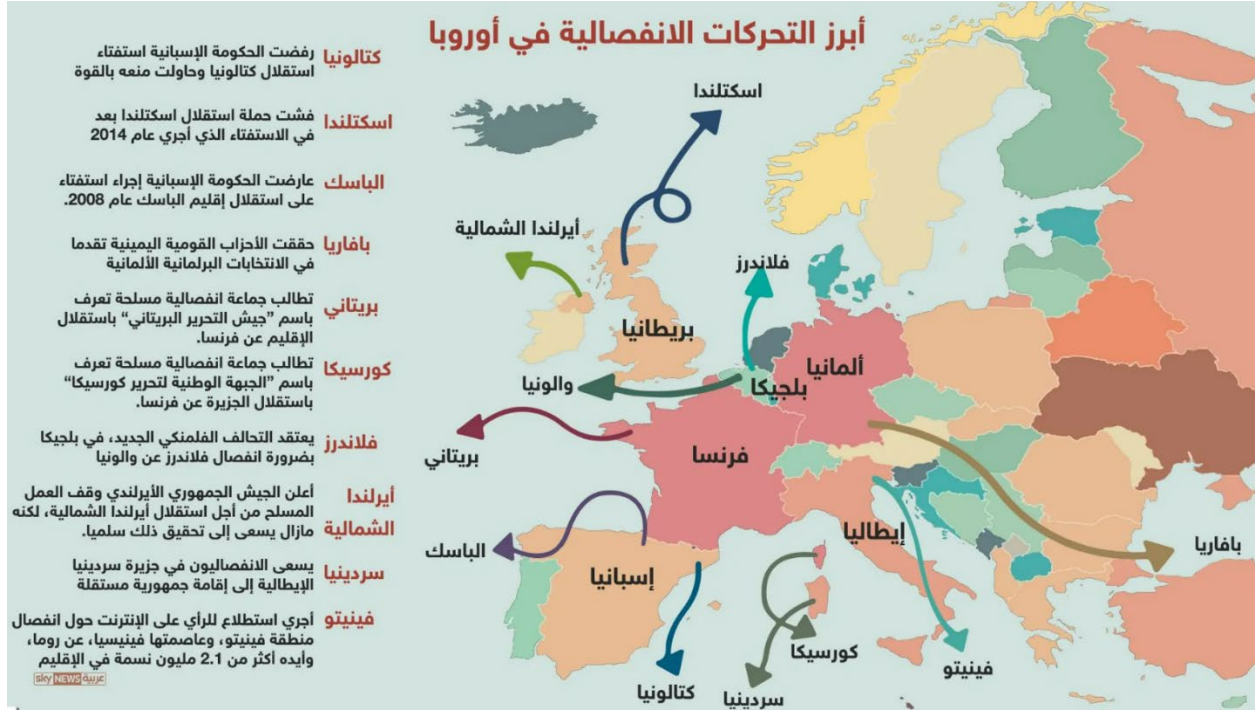 أبرز التحركات الانفصالية في أوروبا
كتالونيا
رفضت الحكومة الإسبانية استفتاء
استقلال كتالونيا وحاولت منعه بالقوة
اسكتلندا
فشت حملة استقلال اسكتلندا بعد
في الاستفتاء الذي أجري عام 2014
الباسك
عارضت الحكومة الإسبانية إجراء استفتاء
على استقلال إقليم الباسك عام 2008.
بافاريا
حققت الأحزاب القومية اليمينية تقدما
في الانتخابات البرلمانية الألمانية
بريتاني
تطالب جماعة انفصالية مسلحة تعرف
باسم "جيش التحرير البريتاني" باستقلال
الإقليم عن فرنسا.
كورسيكا
تطالب جماعة انفصالية مسلحة تعرف
باسم "الجبهة الوطنية لتحرير كورسيكا"
باستقلال الجزيرة عن فرنسا.
فلاندرز
يعتقد التحالف الفلمنكي الجديد، في بلجيكا
بضرورة انفصال فلاندرز عن والونيا
أيرلندا
الشمالية
أعلن الجيش الجمهوري الأيرلندي وقف العمل
المسلح من أجل استقلال أيرلندا الشمالية، لكنه
مازال يسعى إلى تحقيق ذلك سلميا.
سردينيا
يسعى الانفصاليون في جزيرة سردينيا
الإيطالية إلى إقامة جمهورية مستقلة
فينيتو
أجري استطلاع للرأي على الإنترنت حول انفصال
منطقة فينيتو، وعاصمتها فينيسيا، عن روما،
وأيده أكثر من 2.1 مليون نسمة في الإقليم
sky NEWS عربية
اسكتلندا
أيرلندا الشمالية
فلاندرز
بريطانيا
ألمانيا
بلجيكا
والونيا
فرنسا
بريتاني
إيطاليا
بافاريا
الباسك
إسبانيا
كورسيكا
فينيتو
كتالونيا
سردينيا